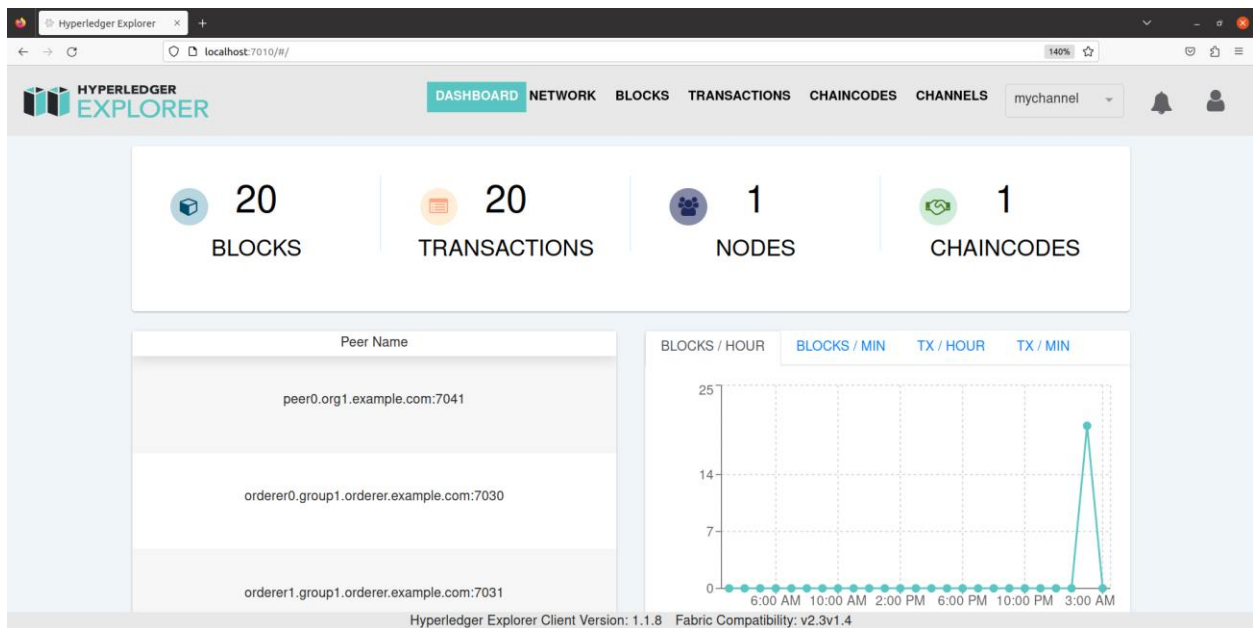 Hyperledger Explorer
localhost:7010/#/
140%
HYPERLEDGER
EXPLORER
DASHBOARD NETWORK BLOCKS TRANSACTIONS CHAINCODES CHANNELS mychannel
20
BLOCKS
20
TRANSACTIONS
1
NODES
1
CHAINCODES
Peer Name
peer0.org1.example.com:7041
orderer0.group1.orderer.example.com:7030
orderer1.group1.orderer.example.com:7031
BLOCKS / HOUR BLOCKS / MIN TX / HOUR TX / MIN
25
14
7
0
6:00 AM 10:00 AM 2:00 PM 6:00 PM 10:00 PM 3:00 AM
Hyperledger Explorer Client Version: 1.1.8 Fabric Compatibility: v2.3v1.4